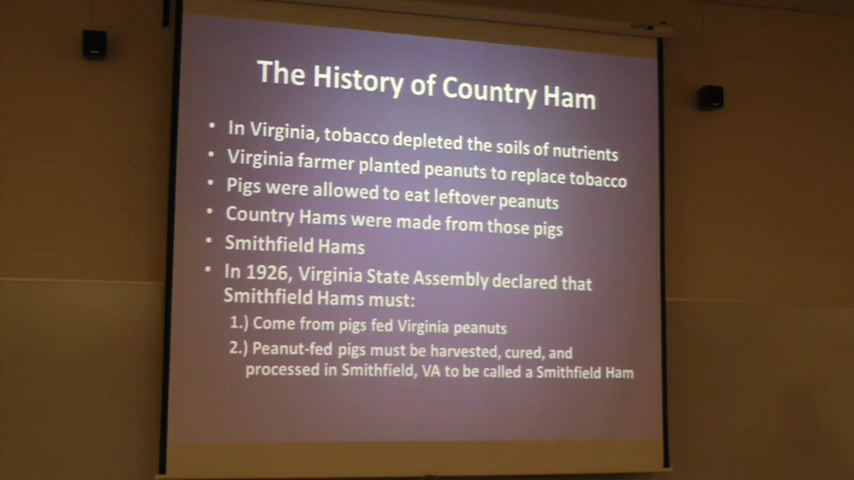 The History of Country Ham
• In Virginia, tobacco depleted the soils of nutrients
• Virginia farmer planted peanuts to replace tobacco
• Pigs were allowed to eat leftover peanuts
• Country Hams were made from those pigs
• Smithfield Hams
• In 1926, Virginia State Assembly declared that
Smithfield Hams must:
1.) Come from pigs fed Virginia peanuts
2.) Peanut-fed pigs must be harvested, cured, and
processed in Smithfield, VA to be called a Smithfield Ham